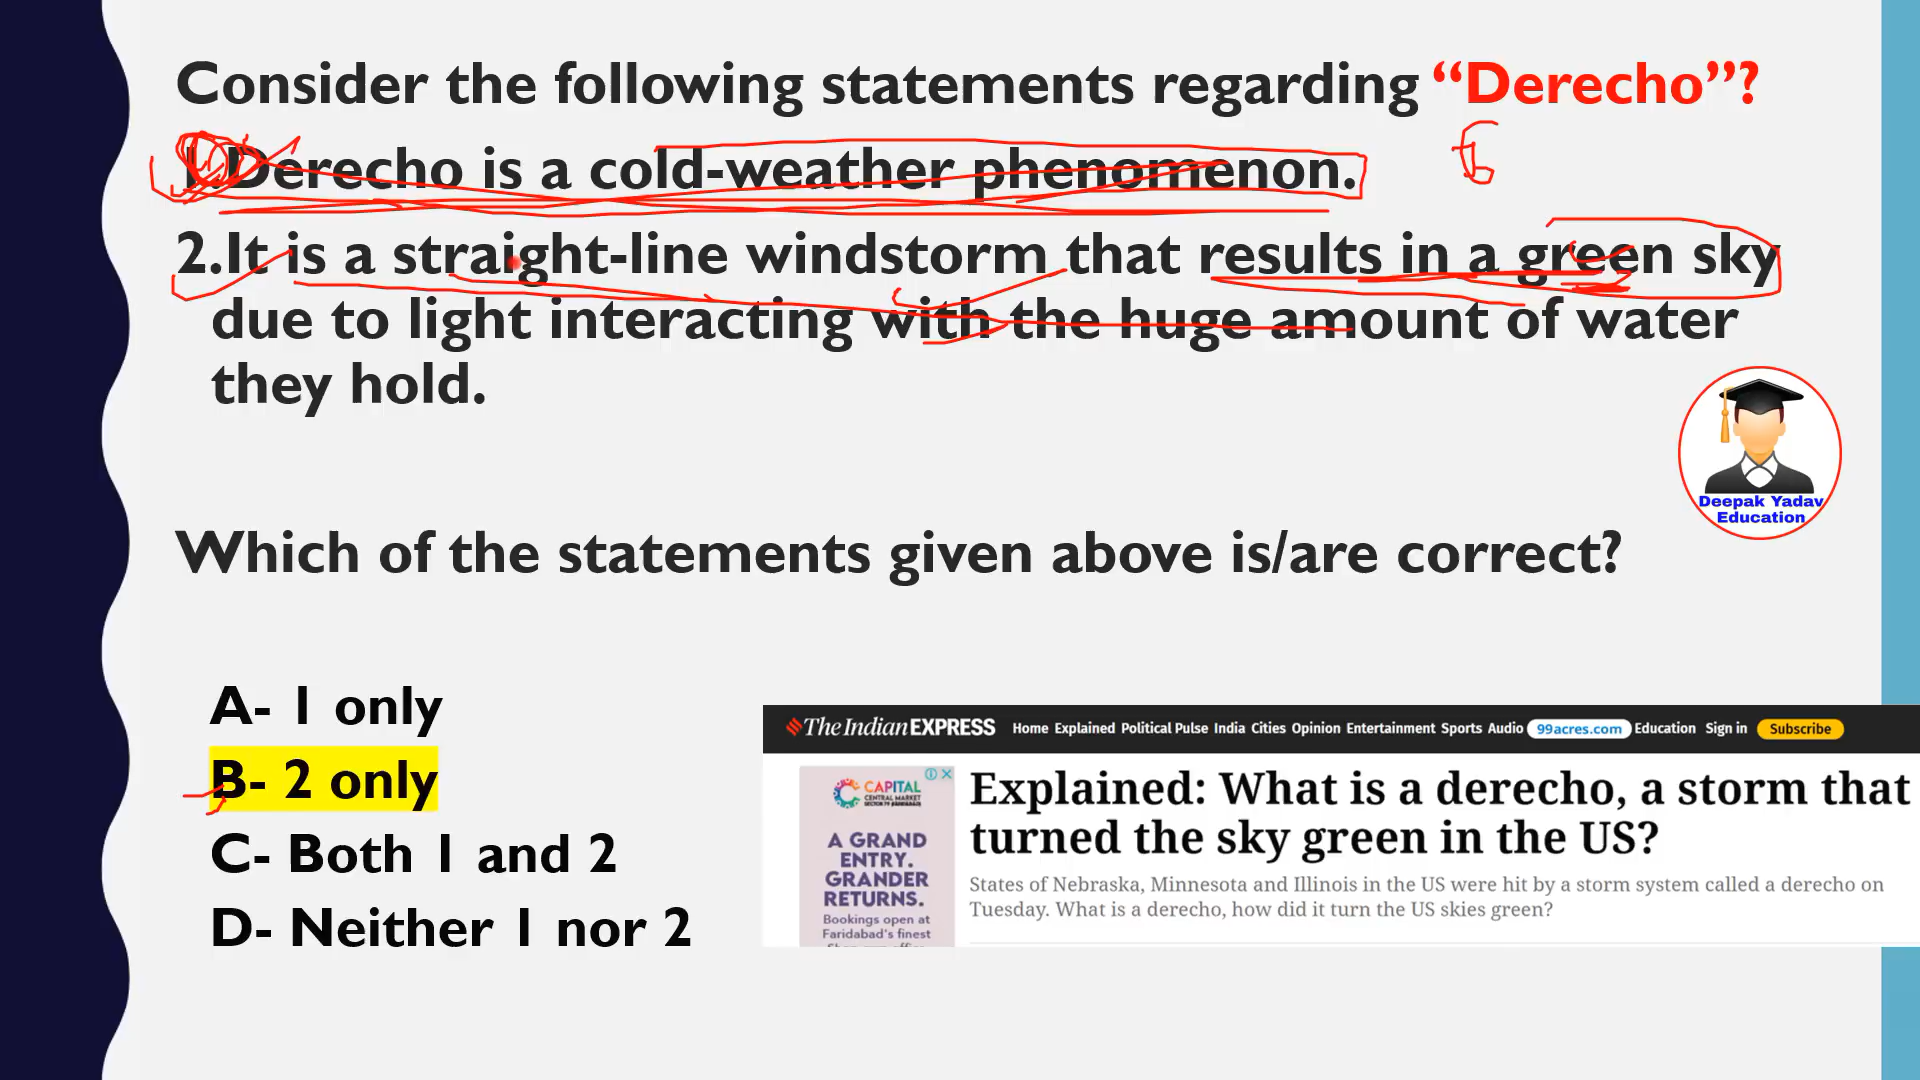 Consider the following statements regarding “Derecho”?
1.Derecho is a cold-weather phenomenon.
2.It is a straight-line windstorm that results in a green sky
due to light interacting with the huge amount of water
they hold.
Deepak Yadav
Education
Which of the statements given above is/are correct?
A- 1 only
B- 2 only
C- Both 1 and 2
D- Neither 1 nor 2
The Indian EXPRESS Home Explained Political Pulse India Cities Opinion Entertainment Sports Audio 99acres.com Education Sign in Subscribe
CAPITAL
CENTRAL MARKET
A GRAND
ENTRY.
GRANDER
RETURNS.
Bookings open at
Faridabad's finest
Explained: What is a derecho, a storm that
turned the sky green in the US?
States of Nebraska, Minnesota and Illinois in the US were hit by a storm system called a derecho on
Tuesday. What is a derecho, how did it turn the US skies green?